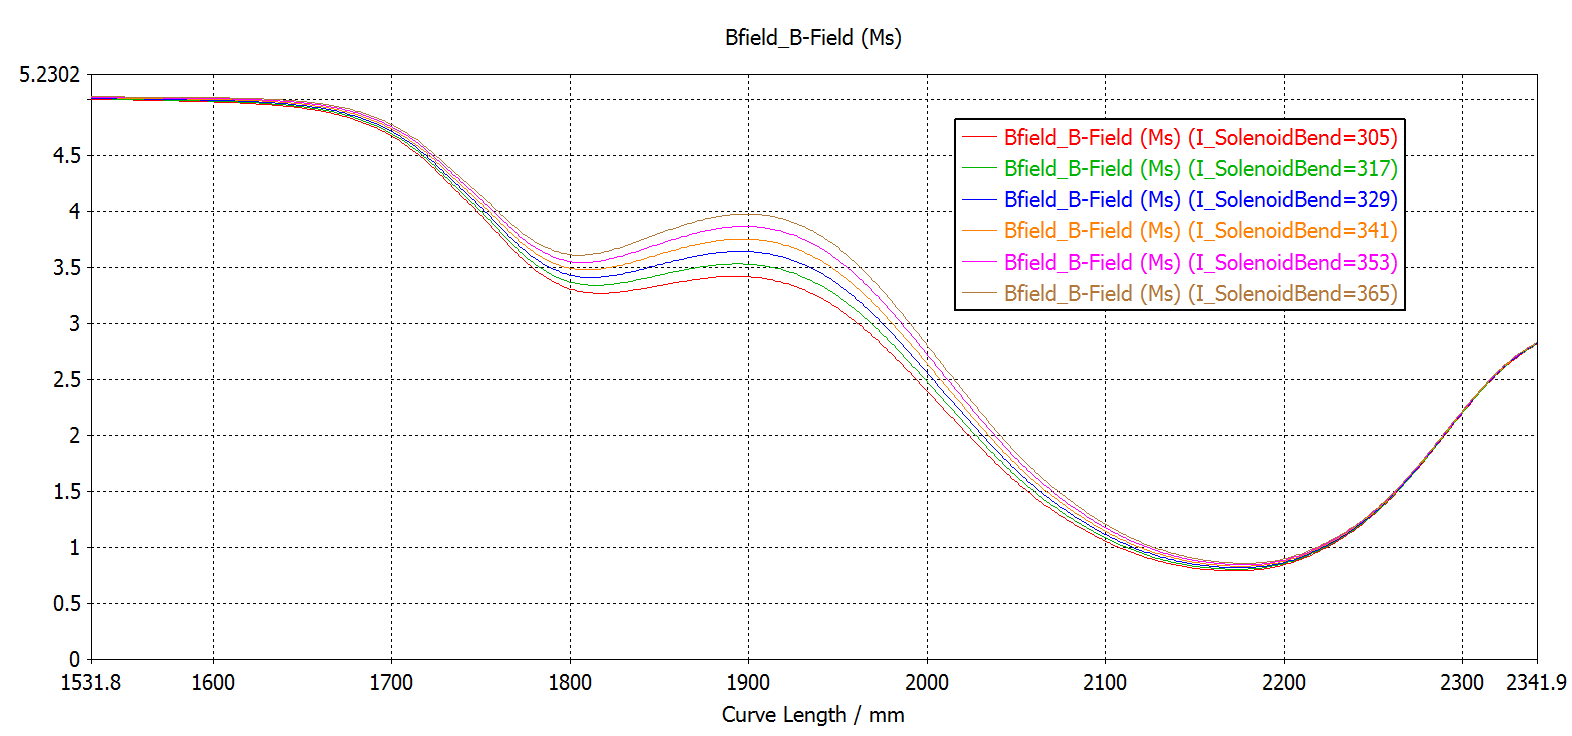 Bfield_B-Field (Ms)
5.2302
4.5
4
3.5
3
2.5
2
1.5
1
0.5
0
Bfield_B-Field (Ms) (I_SolenoidBend=305)
Bfield_B-Field (Ms) (I_SolenoidBend=317)
Bfield_B-Field (Ms) (I_SolenoidBend=329)
Bfield_B-Field (Ms) (I_SolenoidBend=341)
Bfield_B-Field (Ms) (I_SolenoidBend=353)
Bfield_B-Field (Ms) (I_SolenoidBend=365)
1531.8 1600 1700 1800 1900 2000 2100 2200 2300 2341.9
Curve Length / mm